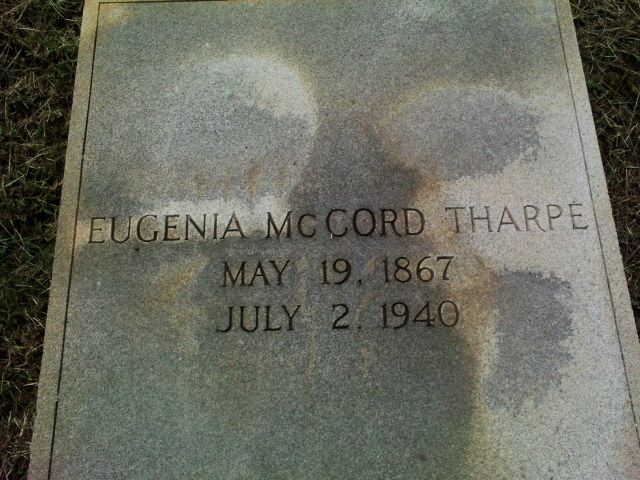 EUGENIA MCCORD THARPE
MAY 19, 1867
JULY 2, 1940